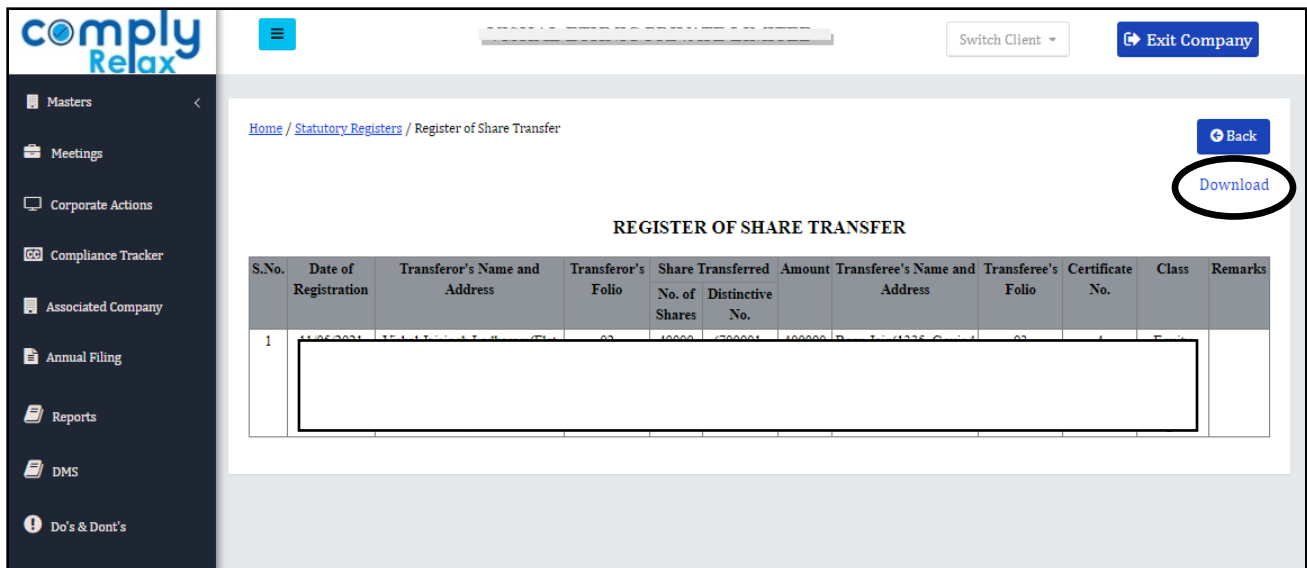 comply
Relax
Switch Client
Exit Company
Masters
Meetings
Corporate Actions
Compliance Tracker
Associated Company
Annual Filing
Reports
DMS
Do's & Dont's
Home / Statutory Registers / Register of Share Transfer
Back
Download
REGISTER OF SHARE TRANSFER
S.No. Date of Transferor's Name and Transferor's Share Transferred Amount Transferee's Name and Transferee's Certificate Class Remarks
Registration Address Folio No. of Distinctive Address Folio No.
Shares No.
1